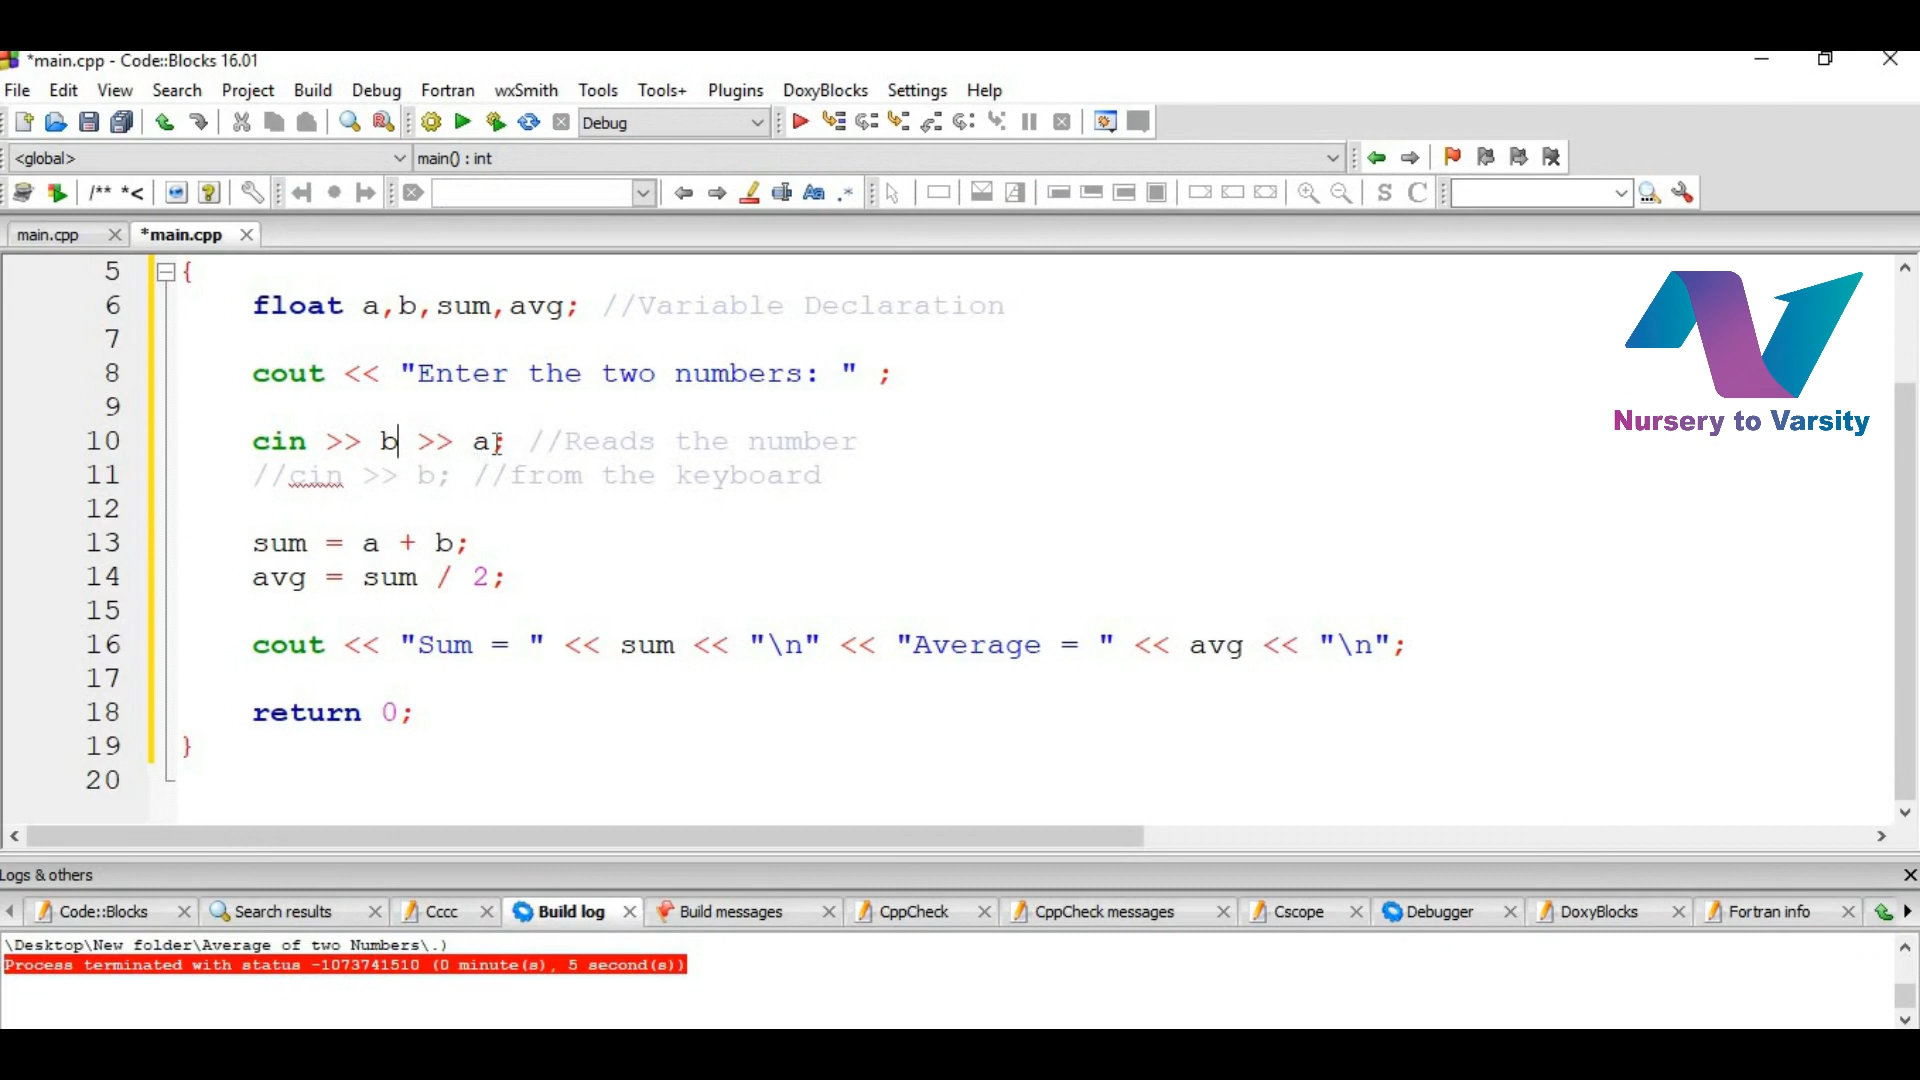 *main.cpp - Code::Blocks 16.01
File Edit View Search Project Build Debug Fortran wxSmith Tools Tools+ Plugins DoxyBlocks Settings Help
Debug
<global> main() : int
/** *<
S C
main.cpp *main.cpp
5 {
6 float a,b,sum,avg; //Variable Declaration
7
8 cout << "Enter the two numbers: " ;
9
10 cin >> b >> a; //Reads the number
11 //cin >> b; //from the keyboard
12
13 sum = a + b;
14 avg = sum / 2;
15
16 cout << "Sum = " << sum << "\n" << "Average = " << avg << "\n";
17
18 return 0;
19 }
20
Nursery to Varsity
Logs & others
Code::Blocks Search results Cccc Build log Build messages CppCheck CppCheck messages Cscope Debugger DoxyBlocks Fortran info
\Desktop\New folder\Average of two Numbers\.)
Process terminated with status -1073741510 (0 minute(s), 5 second(s))